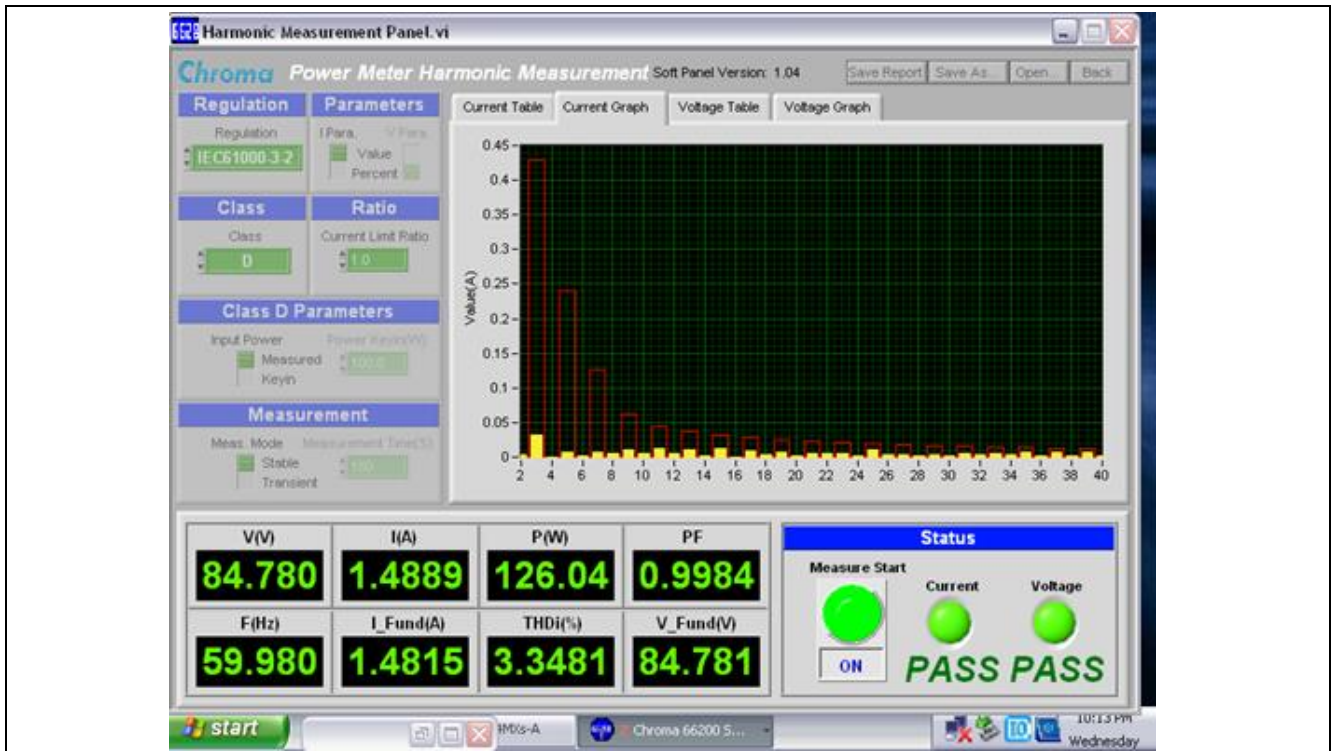 Harmonic Measurement Panel.vi
Chroma Power Meter Harmonic Measurement Soft Panel Version: 1.04 Save Report Save As... Open... Back
Regulation Parameters
Regulation I Para. V Para.
IEC61000-3-2 Value
Percent
Class Ratio
Class Current Limit Ratio
D 1.0
Class D Parameters
Input Power
Measured
Keyin
Measurement
Meas. Mode Measurement Time(S)
Stable
Transient
Current Table Current Graph Voltage Table Voltage Graph
Value(A)
0.45
0.4
0.35
0.3
0.25
0.2
0.15
0.1
0.05
0
2 4 6 8 10 12 14 16 18 20 22 24 26 28 30 32 34 36 38 40
V(V) I(A) P(W) PF
84.780 1.4889 126.04 0.9984
F(Hz) I_Fund(A) THDi(%) V_Fund(V)
59.980 1.4815 3.3481 84.781
Status
Measure Start
Current Voltage
ON PASS PASS
start Chroma 66200 S... 10:13 PM
Wednesday